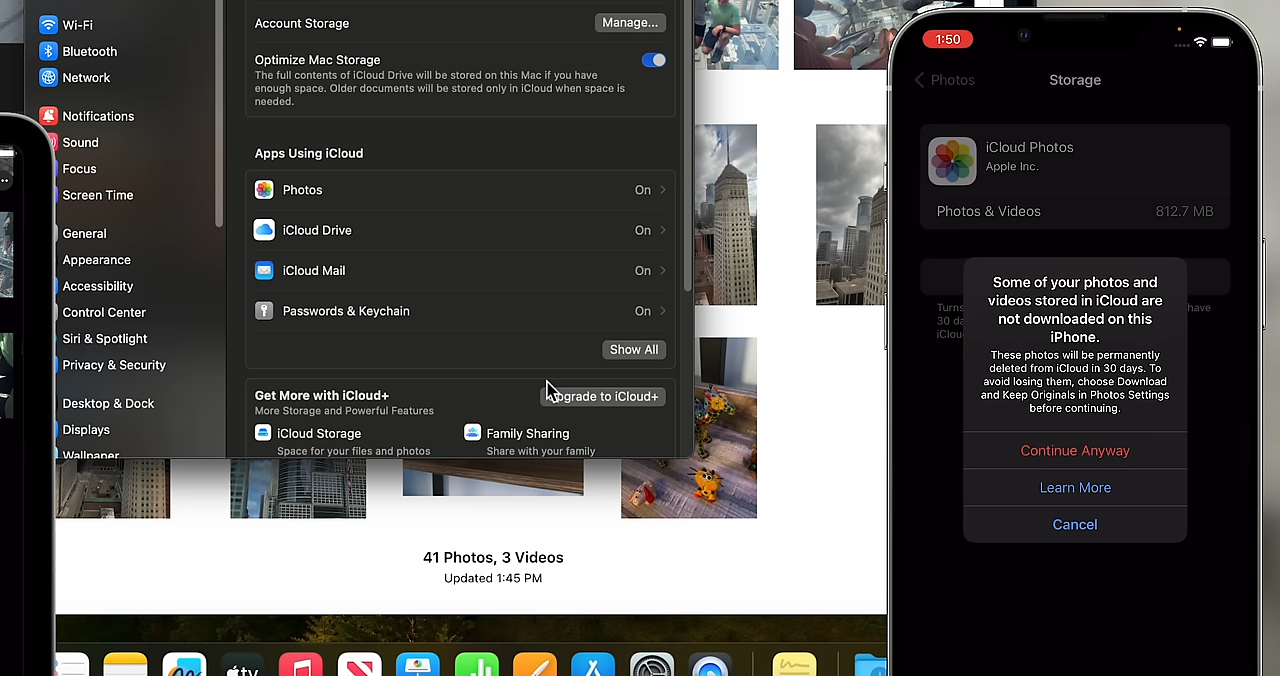 Wi-Fi
Bluetooth
Network
Notifications
Sound
Focus
Screen Time
General
Appearance
Accessibility
Control Center
Siri & Spotlight
Privacy & Security
Desktop & Dock
Displays
Wallpaper
Account Storage
Manage...
Optimize Mac Storage
The full contents of iCloud Drive will be stored on this Mac if you have
enough space. Older documents will be stored only in iCloud when space is
needed.
Apps Using iCloud
Photos On
iCloud Drive On
iCloud Mail On
Passwords & Keychain On
Show All
Get More with iCloud+
More Storage and Powerful Features
pgrade to iCloud+
iCloud Storage
Space for your files and photos
Family Sharing
Share with your family
41 Photos, 3 Videos
Updated 1:45 PM
tv
1:50
Photos
Storage
iCloud Photos
Apple Inc.
Photos & Videos 812.7 MB
Turns
have
30 da
iClou
Some of your photos and
videos stored in iCloud are
not downloaded on this
iPhone.
These photos will be permanently
deleted from iCloud in 30 days. To
avoid losing them, choose Download
and Keep Originals in Photos Settings
before continuing.
Continue Anyway
Learn More
Cancel